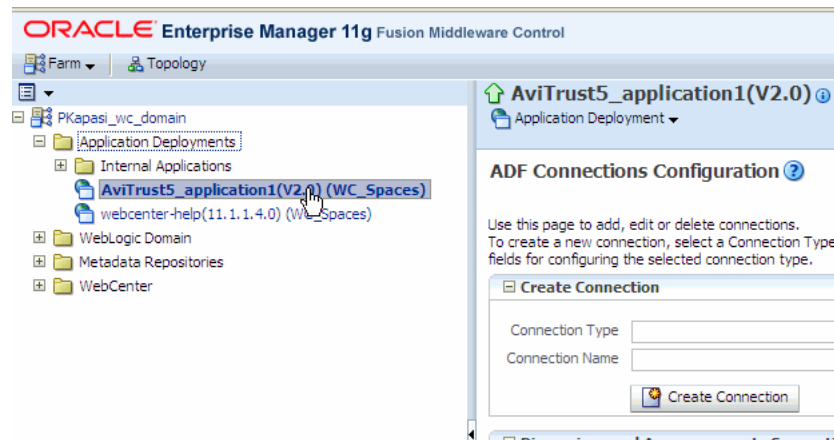 ORACLE Enterprise Manager 11g Fusion Middleware Control
Farm Topology
PKapasi_wc_domain
Application Deployments
Internal Applications
AviTrust5_application1(V2.0) (WC_Spaces)
webcenter-help(11.1.1.4.0) (WC_Spaces)
WebLogic Domain
Metadata Repositories
WebCenter
AviTrust5_application1(V2.0)
Application Deployment
ADF Connections Configuration
Use this page to add, edit or delete connections.
To create a new connection, select a Connection Type
fields for configuring the selected connection type.
Create Connection
Connection Type
Connection Name
Create Connection